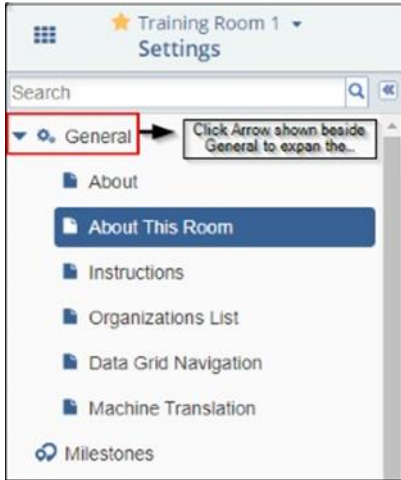 Training Room 1
Settings
Search
General
Click Arrow shown beside
General to expan the...
About
About This Room
Instructions
Organizations List
Data Grid Navigation
Machine Translation
Milestones